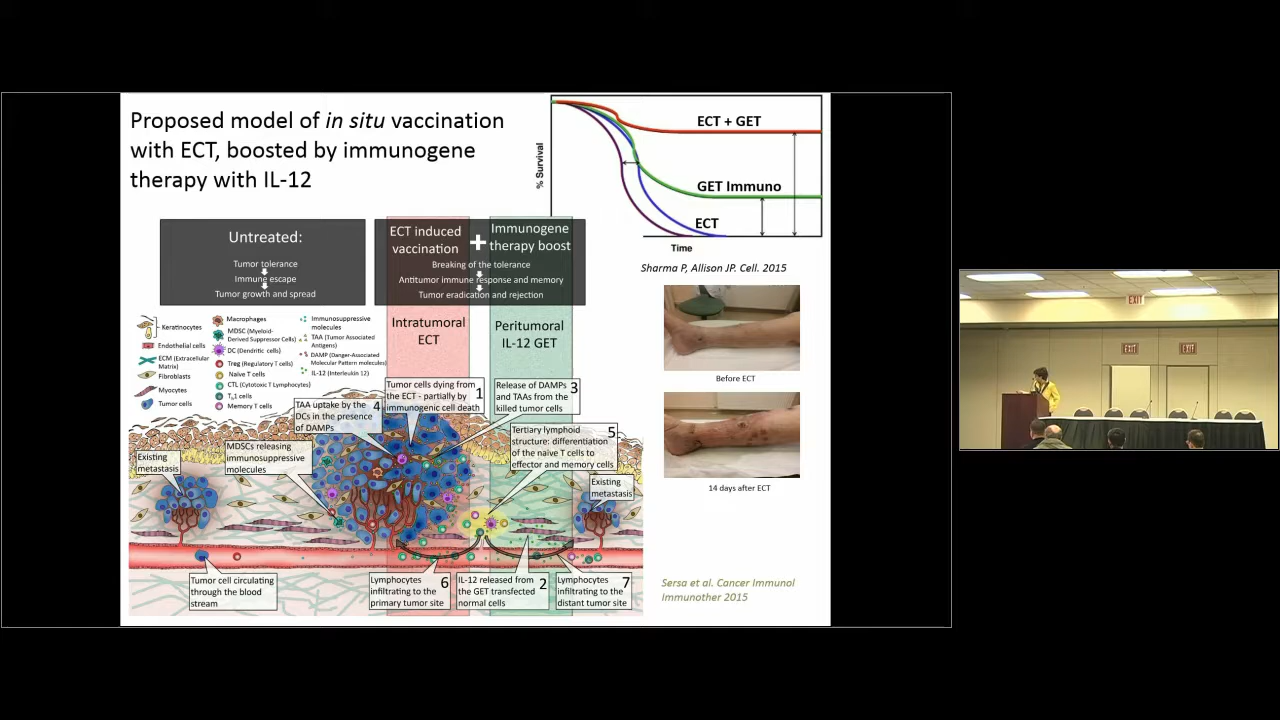 Proposed model of in situ vaccination
with ECT, boosted by immunogene
therapy with IL-12
% Survival
ECT + GET
GET Immuno
ECT
Time
Sharma P, Allison JP. Cell. 2015
Untreated:
Tumor tolerance
Immune escape
Tumor growth and spread
ECT induced
vaccination
+
Immunogene
therapy boost
Breaking of the tolerance
Antitumor immune response and memory
Tumor eradication and rejection
Keratinocytes
Endothelial cells
ECM (Extracellular
Matrix)
Fibroblasts
Myocytes
Tumor cells
Macrophages
MDSC (Myeloid-
Derived Suppressor Cells)
DC (Dendritic cells)
Treg (Regulatory T cells)
Naïve T cells
CTL (Cytotoxic T Lymphocytes)
TH1 cells
Memory T cells
Immunosuppressive
molecules
TAA (Tumor Associated
Antigens)
DAMP (Danger-Associated
Molecular Pattern molecules)
IL-12 (Interleukin 12)
Intratumoral
ECT
Peritumoral
IL-12 GET
Tumor cells dying from
the ECT - partially by
immunogenic cell death
1
Release of DAMPs
and TAAs from the
killed tumor cells
3
TAA uptake by the
DCs in the presence
of DAMPs
4
Tertiary lymphoid
structure: differentiation
of the naïve T cells to
effector and memory cells
5
MDSCs releasing
immunosuppressive
molecules
Existing
metastasis
Existing
metastasis
Tumor cell circulating
through the blood
stream
Lymphocytes
infiltrating to the
primary tumor site
6
IL-12 released from
the GET transfected
normal cells
2
Lymphocytes
infiltrating to the
distant tumor site
7
Before ECT
14 days after ECT
Sersa et al. Cancer Immunol
Immunother 2015
EXIT
EXIT
EXIT